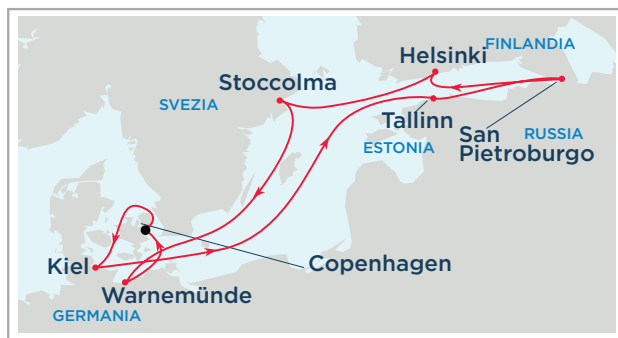 FINLANDIA
Helsinki
Stoccolma
SVEZIA
Tallinn
San
Pietroburgo
RUSSIA
ESTONIA
Kiel
Copenhagen
Warnemünde
GERMANIA